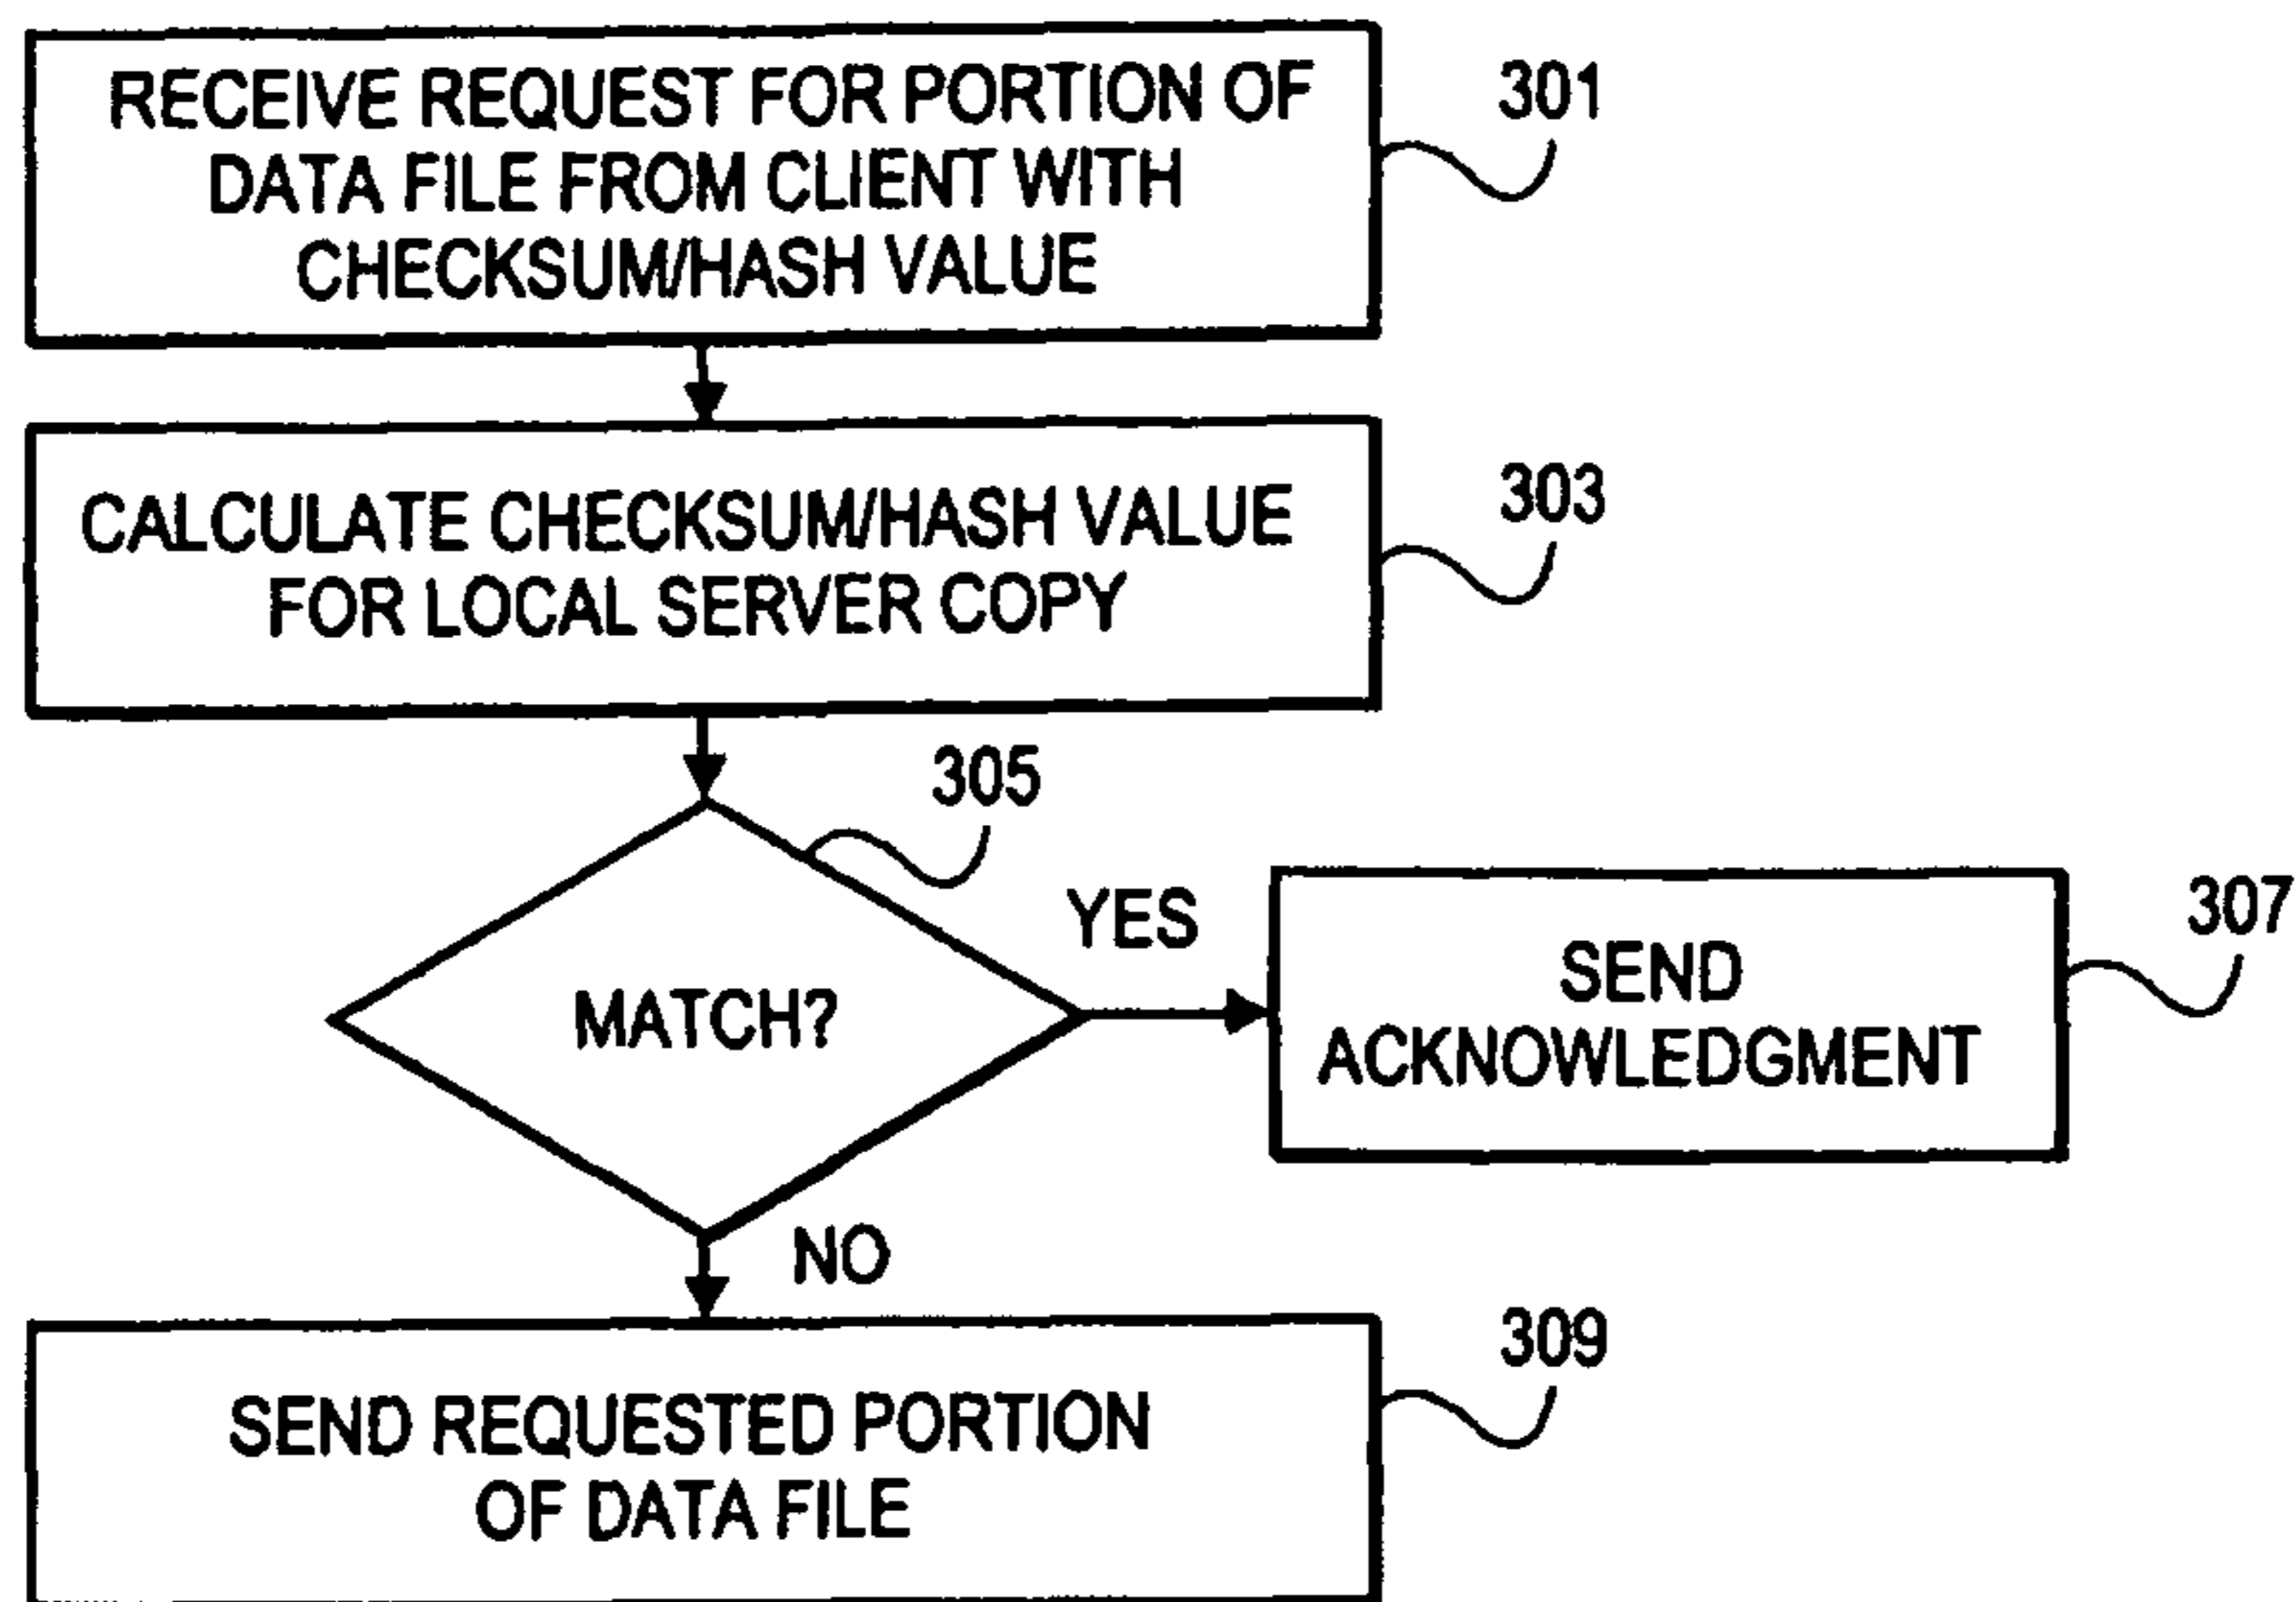 RECEIVE REQUEST FOR PORTION OF
DATA FILE FROM CLIENT WITH
CHECKSUM/HASH VALUE
301
CALCULATE CHECKSUM/HASH VALUE
FOR LOCAL SERVER COPY
303
305
MATCH?
YES
SEND
ACKNOWLEDGMENT
307
NO
SEND REQUESTED PORTION
OF DATA FILE
309